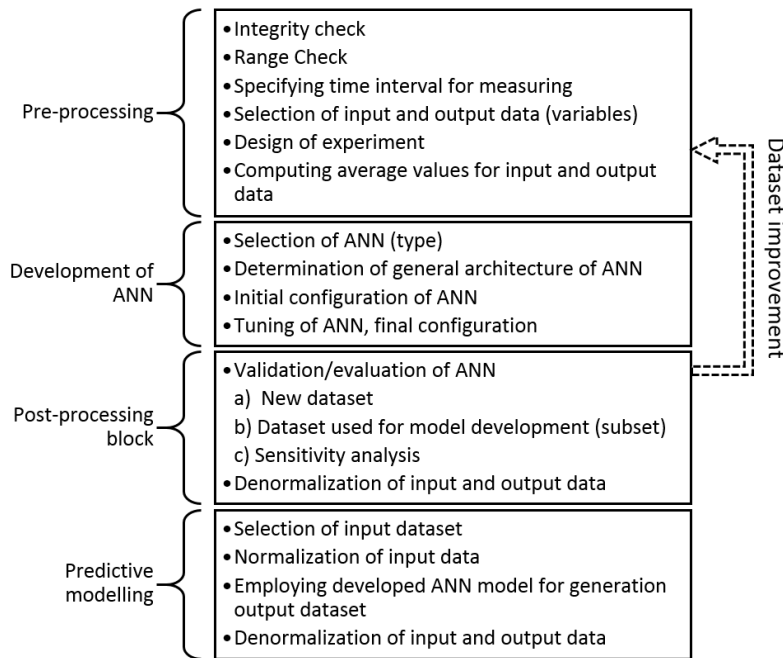 Pre-processing
•Integrity check
•Range Check
•Specifying time interval for measuring
•Selection of input and output data (variables)
•Design of experiment
•Computing average values for input and output
data
Development of
ANN
•Selection of ANN (type)
•Determination of general architecture of ANN
•Initial configuration of ANN
•Tuning of ANN, final configuration
Post-processing
block
•Validation/evaluation of ANN
a) New dataset
b) Dataset used for model development (subset)
c) Sensitivity analysis
•Denormalization of input and output data
Predictive
modelling
•Selection of input dataset
•Normalization of input data
•Employing developed ANN model for generation
output dataset
•Denormalization of input and output data
Dataset improvement